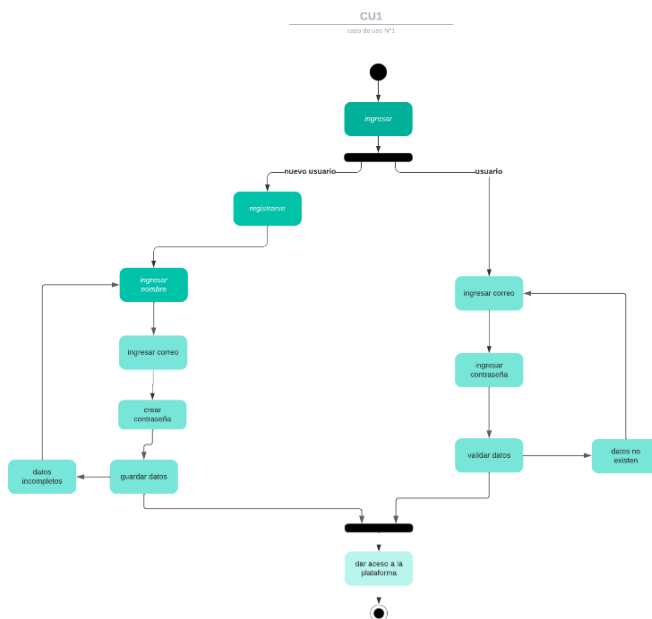 CU1
caso de uso N°1
ingresar
nuevo usuario
usuario
registrarse
ingresar
nombre
ingresar correo
ingresar correo
ingresar
contraseña
crear
contraseña
validar datos
datos no
existen
datos
incompletos
guardar datos
dar aceso a la
plataforma